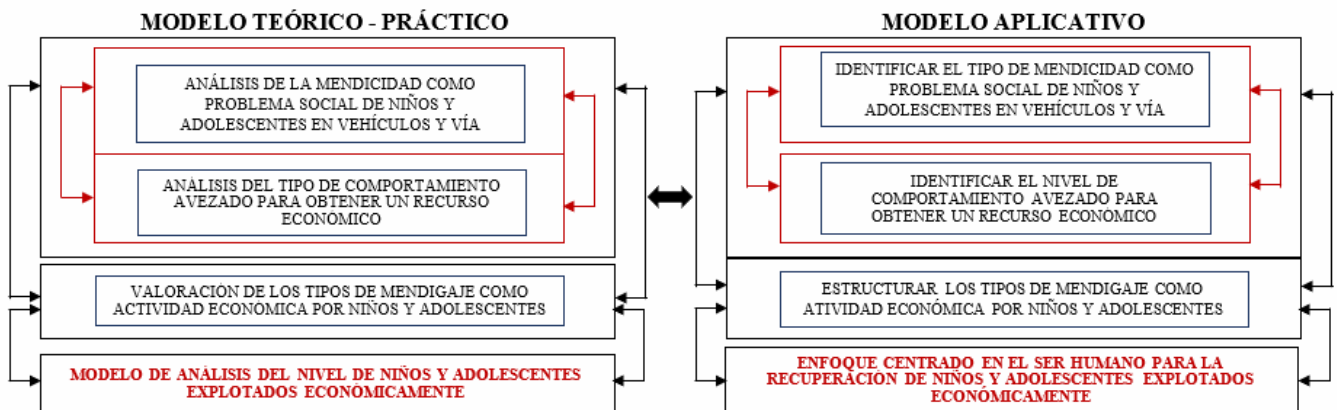 MODELO TEÓRICO - PRÁCTICO
ANÁLISIS DE LA MENDICIDAD COMO
PROBLEMA SOCIAL DE NIÑOS Y
ADOLESCENTES EN VEHÍCULOS Y VÍA
ANÁLISIS DEL TIPO DE COMPORTAMIENTO
AVEZADO PARA OBTENER UN RECURSO
ECONÓMICO
VALORACIÓN DE LOS TIPOS DE MENDIGAJE COMO
ACTIVIDAD ECONÓMICA POR NIÑOS Y ADOLESCENTES
MODELO DE ANÁLISIS DEL NIVEL DE NIÑOS Y ADOLESCENTES
EXPLOTADOS ECONÓMICAMENTE
MODELO APLICATIVO
IDENTIFICAR EL TIPO DE MENDICIDAD COMO
PROBLEMA SOCIAL DE NIÑOS Y
ADOLESCENTES EN VEHÍCULOS Y VÍA
IDENTIFICAR EL NIVEL DE
COMPORTAMIENTO AVEZADO PARA
OBTENER UN RECURSO ECONÓMICO
ESTRUCTURAR LOS TIPOS DE MENDIGAJE COMO
ATIVIDAD ECONÓMICA POR NIÑOS Y ADOLESCENTES
ENFOQUE CENTRADO EN EL SER HUMANO PARA LA
RECUPERACIÓN DE NIÑOS Y ADOLESCENTES EXPLOTADOS
ECONÓMICAMENTE